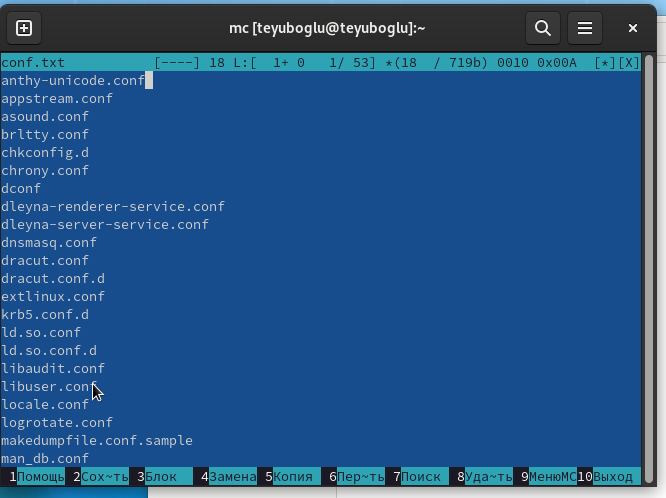 mc [teyuboglu@teyuboglu]:~
conf.txt [----] 18 L:[ 1+ 0 1/ 53] *(18 / 719b) 0010 0x00A [*][X]
anthy-unicode.conf
appstream.conf
asound.conf
brltty.conf
chkconfig.d
chrony.conf
dconf
dleyna-renderer-service.conf
dleyna-server-service.conf
dnsmasq.conf
dracut.conf
dracut.conf.d
extlinux.conf
krb5.conf.d
ld.so.conf
ld.so.conf.d
libaudit.conf
libuser.conf
locale.conf
logrotate.conf
makedumpfile.conf.sample
man_db.conf
1Помощь 2Сох~ть 3Блок 4Замена 5Копия 6Пер~ть 7Поиск 8Уда~ть 9МенюMC 10Выход